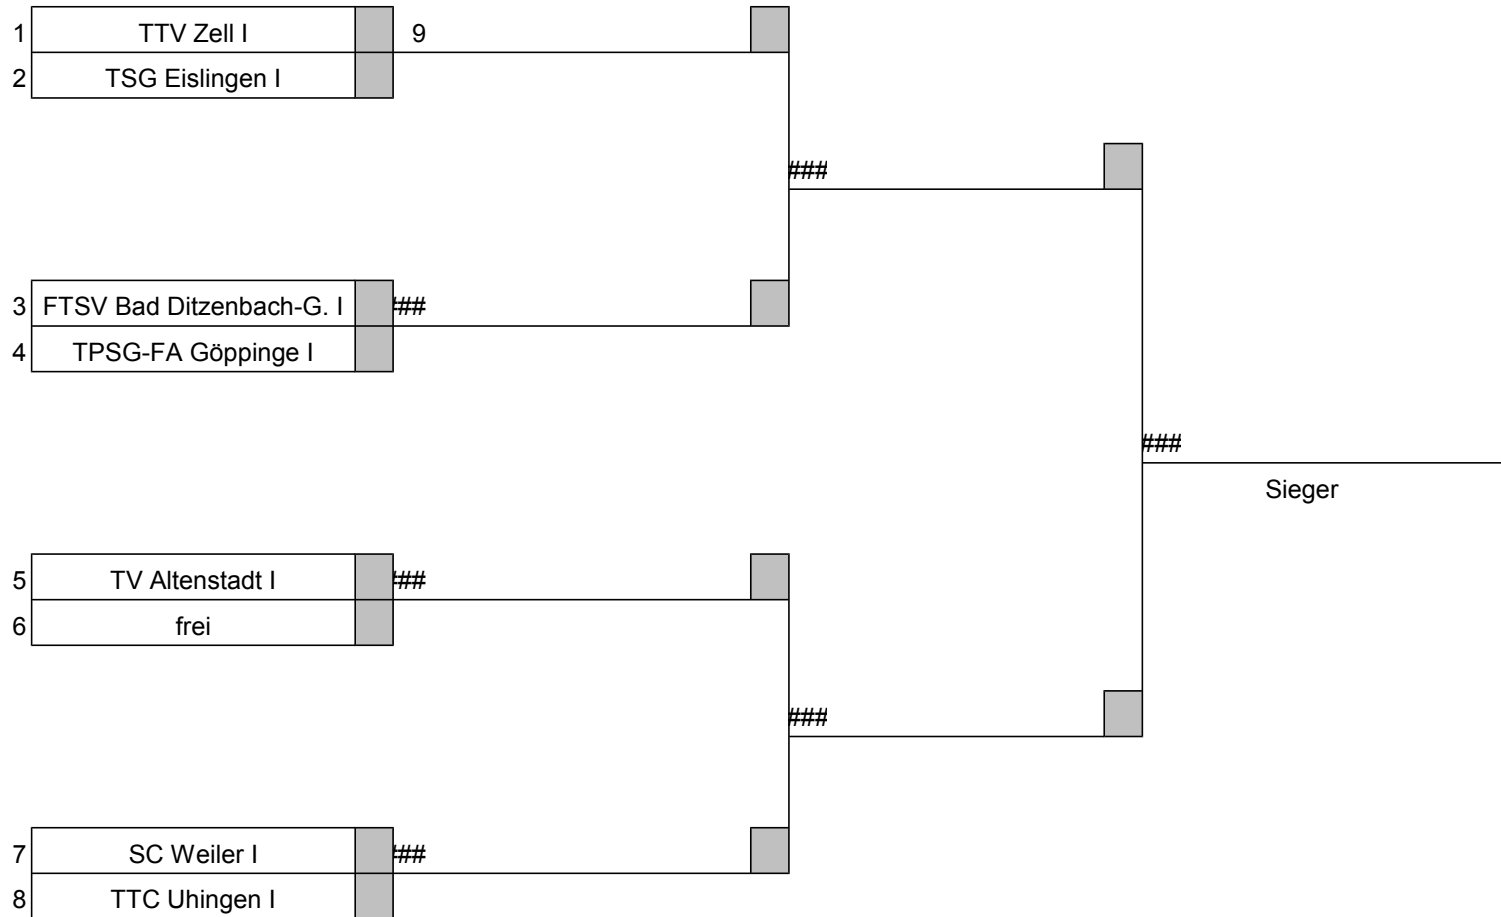 1 TTV Zell I 9
2 TSG Eislingen I
###
3 FTSV Bad Ditzenbach-G. I ###
4 TPSG-FA Göppinge I
###
Sieger
5 TV Altenstadt I ###
6 frei
###
7 SC Weiler I ###
8 TTC Uhingen I